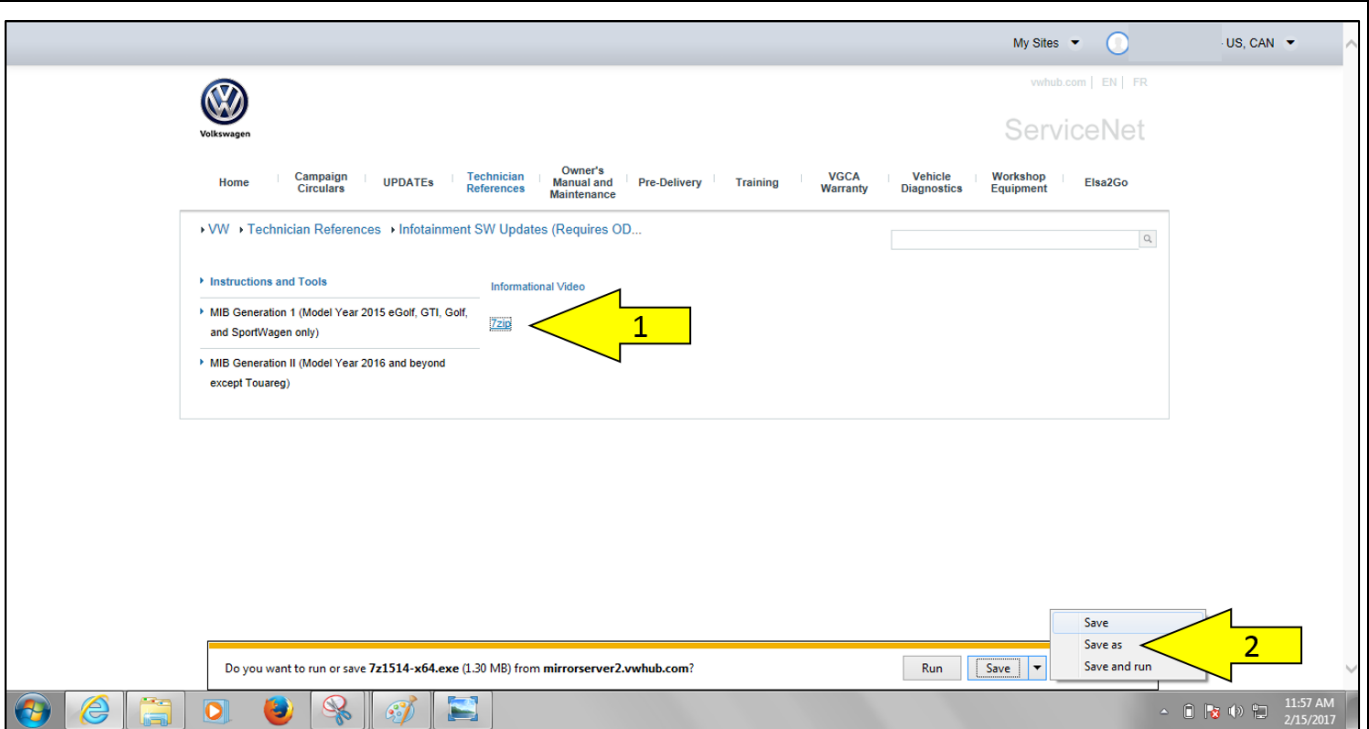 My Sites
US, CAN
vwhub.com | EN | FR
Volkswagen
ServiceNet
Home
Campaign
Circulars
UPDATEs
Technician
References
Owner's
Manual and
Maintenance
Pre-Delivery
Training
VGCA
Warranty
Vehicle
Diagnostics
Workshop
Equipment
Elsa2Go
VW Technician References Infotainment SW Updates (Requires OD...
Instructions and Tools
MIB Generation 1 (Model Year 2015 eGolf, GTI, Golf,
and SportWagen only)
MIB Generation II (Model Year 2016 and beyond
except Touareg)
Informational Video
7zip
1
Save
Save as
Save and run
2
Do you want to run or save 7z1514-x64.exe (1.30 MB) from mirrorserver2.vwhub.com?
Run
Save
11:57 AM
2/15/2017